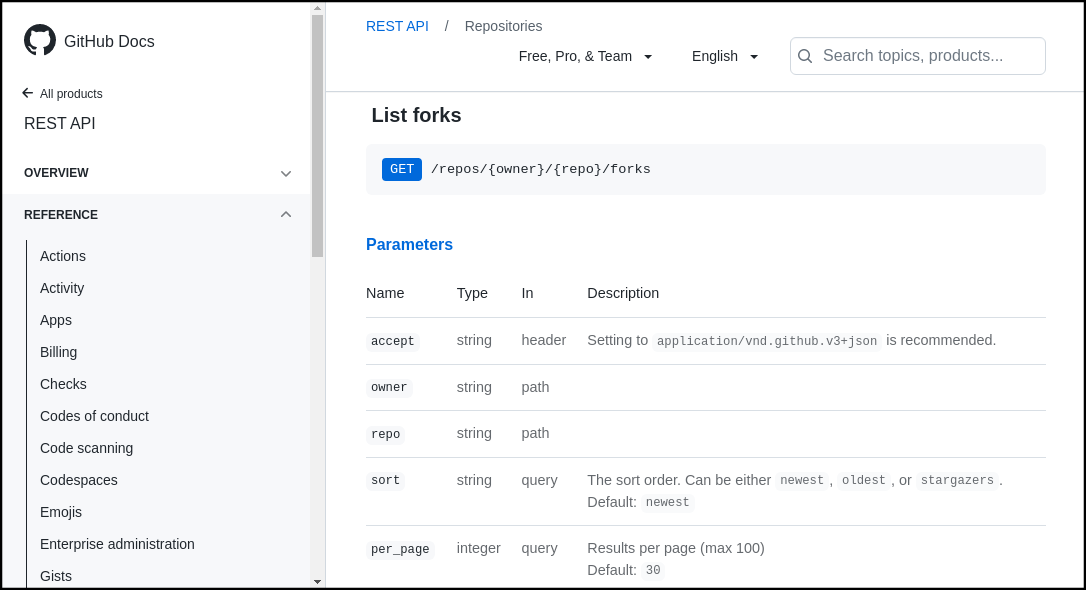 GitHub Docs
All products
REST API
OVERVIEW
REFERENCE
Actions
Activity
Apps
Billing
Checks
Codes of conduct
Code scanning
Codespaces
Emojis
Enterprise administration
Gists
REST API / Repositories
Free, Pro, & Team English Search topics, products...
List forks
GET /repos/{owner}/{repo}/forks
Parameters
Name Type In Description
accept string header Setting to application/vnd.github.v3+json is recommended.
owner string path
repo string path
sort string query The sort order. Can be either newest, oldest, or stargazers.
Default: newest
per_page integer query Results per page (max 100)
Default: 30